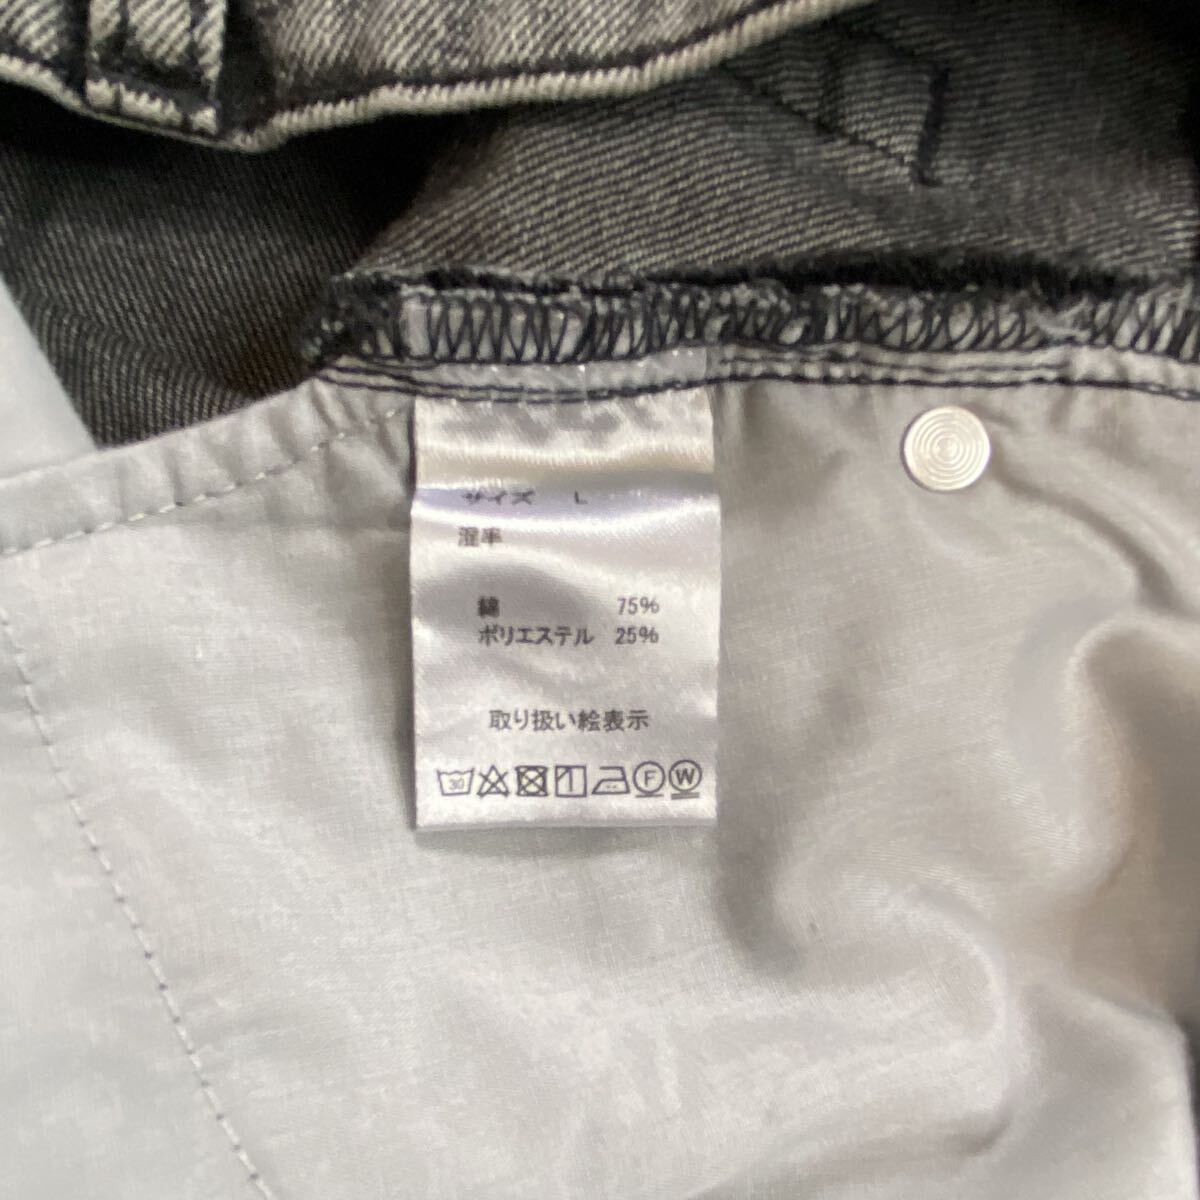 サイズ L
混率
綿 75%
ポリエステル 25%
取り扱い絵表示
30 F W